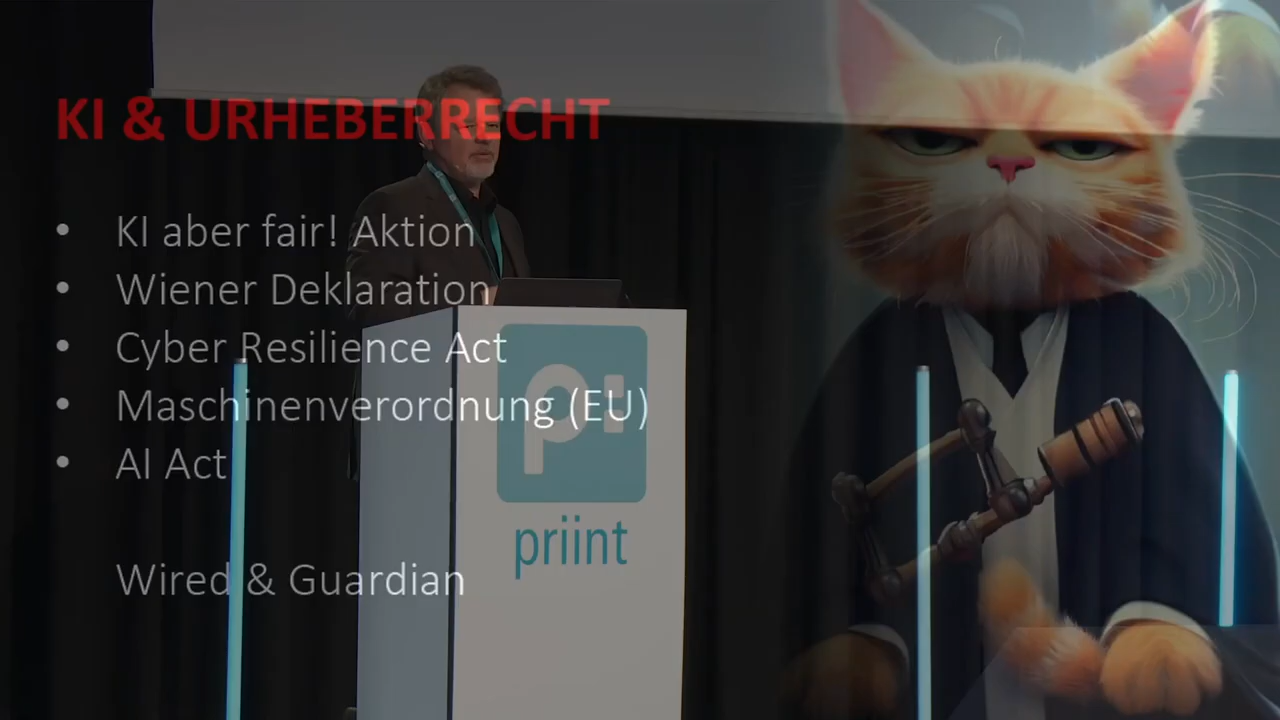 KI & URHEBERRECHT
• KI aber fair! Aktion
• Wiener Deklaration
• Cyber Resilience Act
• Maschinenverordnung (EU)
• AI Act
Wired & Guardian
p:
priint